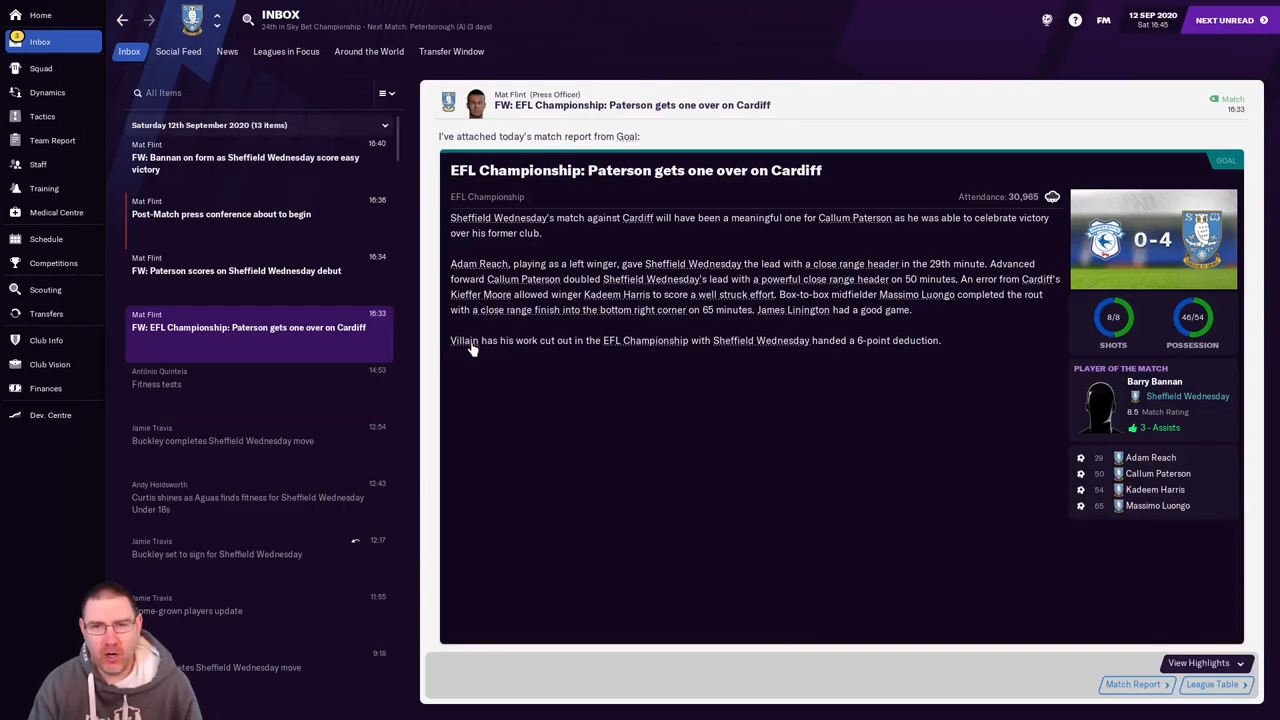 Home
3
Inbox
Squad
Dynamics
Tactics
Team Report
Staff
Training
Medical Centre
Schedule
Competitions
Scouting
Transfers
Club Info
Club Vision
Finances
Dev. Centre
INBOX
24th in Sky Bet Championship - Next Match: Peterborough (A) (3 days)
FM
12 SEP 2020
Sat 16:45
NEXT UNREAD
Inbox
Social Feed
News
Leagues in Focus
Around the World
Transfer Window
All Items
Saturday 12th September 2020 (13 items)
Mat Flint 16:40
FW: Bannan on form as Sheffield Wednesday score easy
victory
Mat Flint 16:36
Post-Match press conference about to begin
Mat Flint 16:34
FW: Paterson scores on Sheffield Wednesday debut
Mat Flint 16:33
FW: EFL Championship: Paterson gets one over on Cardiff
António Quintela 14:53
Fitness tests
Jamie Travis 12:54
Buckley completes Sheffield Wednesday move
Andy Holdsworth 12:43
Curtis shines as Aguas finds fitness for Sheffield Wednesday
Under 18s
Jamie Travis 12:17
Buckley set to sign for Sheffield Wednesday
Travis 11:55
ome-grown players update
9:18
Sheffield Wednesday move
Mat Flint (Press Officer)
FW: EFL Championship: Paterson gets one over on Cardiff
Match
16:33
I've attached today's match report from Goal:
GOAL
EFL Championship: Paterson gets one over on Cardiff
EFL Championship Attendance: 30,965
Sheffield Wednesday's match against Cardiff will have been a meaningful one for Callum Paterson as he was able to celebrate victory
over his former club.
Adam Reach, playing as a left winger, gave Sheffield Wednesday the lead with a close range header in the 29th minute. Advanced
forward Callum Paterson doubled Sheffield Wednesday's lead with a powerful close range header on 50 minutes. An error from Cardiff's
Kieffer Moore allowed winger Kadeem Harris to score a well struck effort. Box-to-box midfielder Massimo Luongo completed the rout
with a close range finish into the bottom right corner on 65 minutes. James Linington had a good game.
Villain has his work cut out in the EFL Championship with Sheffield Wednesday handed a 6-point deduction.
0-4
8/8
SHOTS
46/54
POSSESSION
PLAYER OF THE MATCH
Barry Bannan
Sheffield Wednesday
8.5 Match Rating
3 - Assists
29 Adam Reach
50 Callum Paterson
54 Kadeem Harris
65 Massimo Luongo
View Highlights
Match Report
League Table